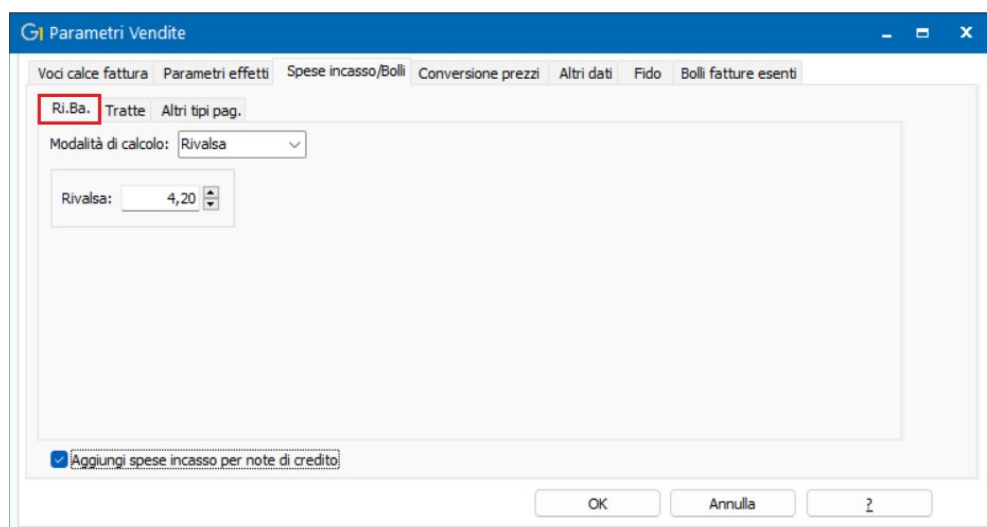 G1 Parametri Vendite
Voci calce fattura Parametri effetti Spese incasso/Bolli Conversione prezzi Altri dati Fido Bolli fatture esenti
Ri.Ba. Tratte Altri tipi pag.
Modalità di calcolo: Rivalsa
Rivalsa: 4,20
Aggiungi spese incasso per note di credito
OK Annulla ?